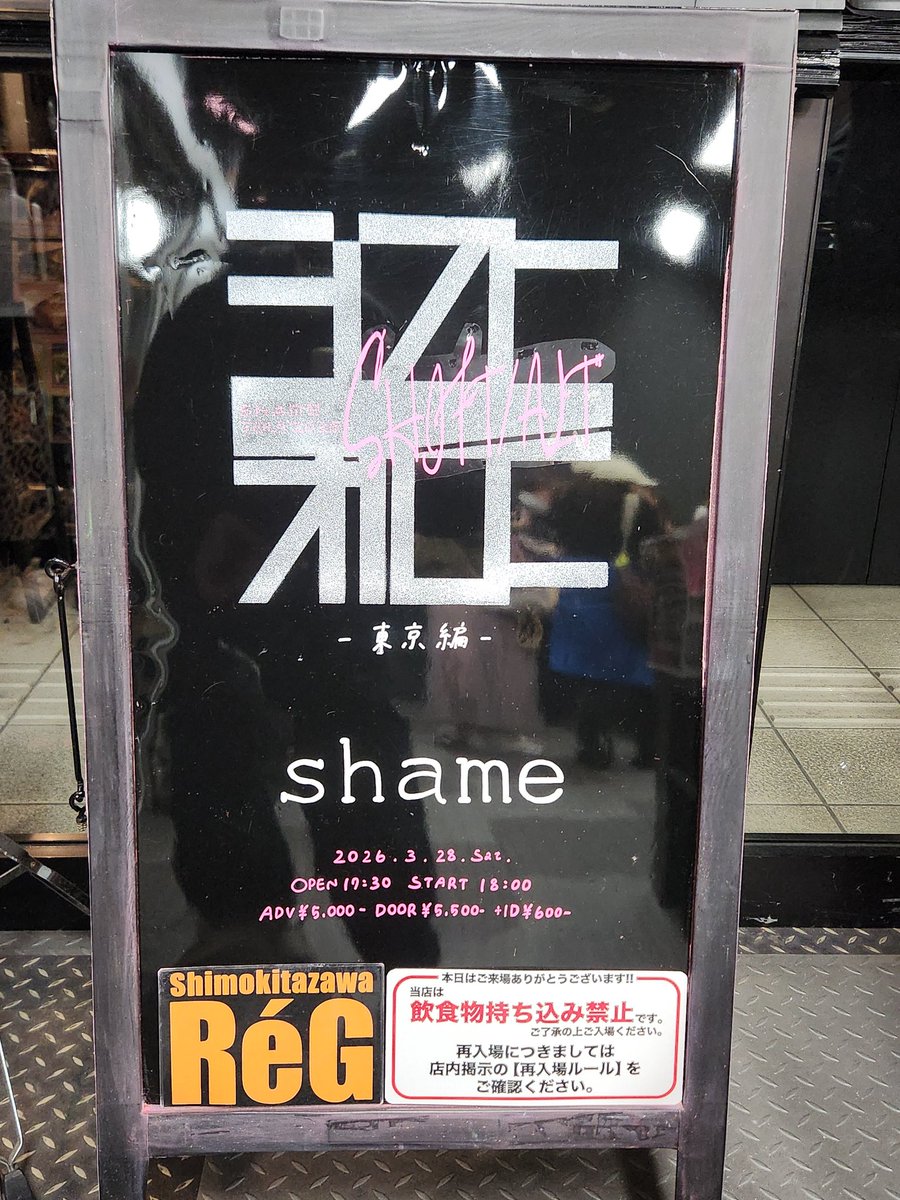 -東京編-
shame
2026.3.28.Sat.
OPEN 17:30 START 18:00
ADV¥5.000- DOOR¥5.500- +1D¥600-
Shimokitazawa
RéG
本日はご来場ありがとうございます!!
当店は
飲食物持ち込み禁止です。
ご了承の上ご入場ください。
再入場につきましては
店内掲示の【再入場ルール】を
ご確認ください。